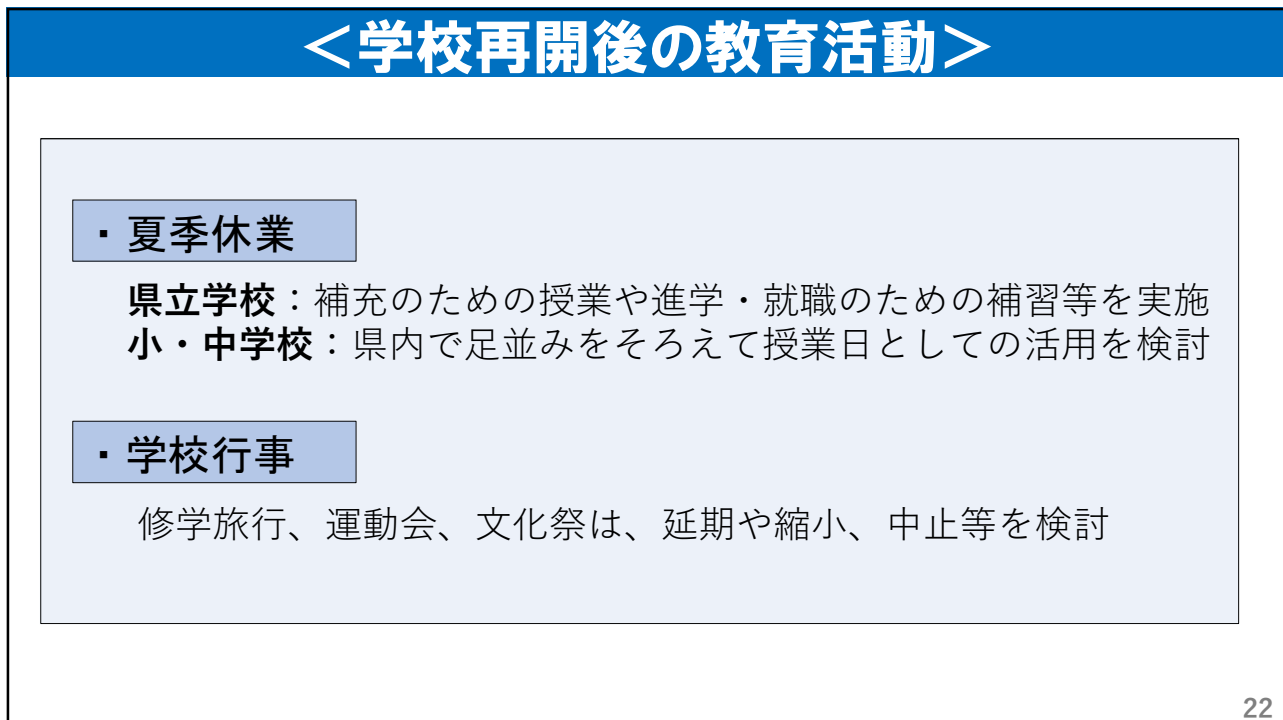 ＜学校再開後の教育活動＞
・夏季休業
県立学校：補充のための授業や進学・就職のための補習等を実施
小・中学校：県内で足並みをそろえて授業日としての活用を検討
・学校行事
修学旅行、運動会、文化祭は、延期や縮小、中止等を検討
22